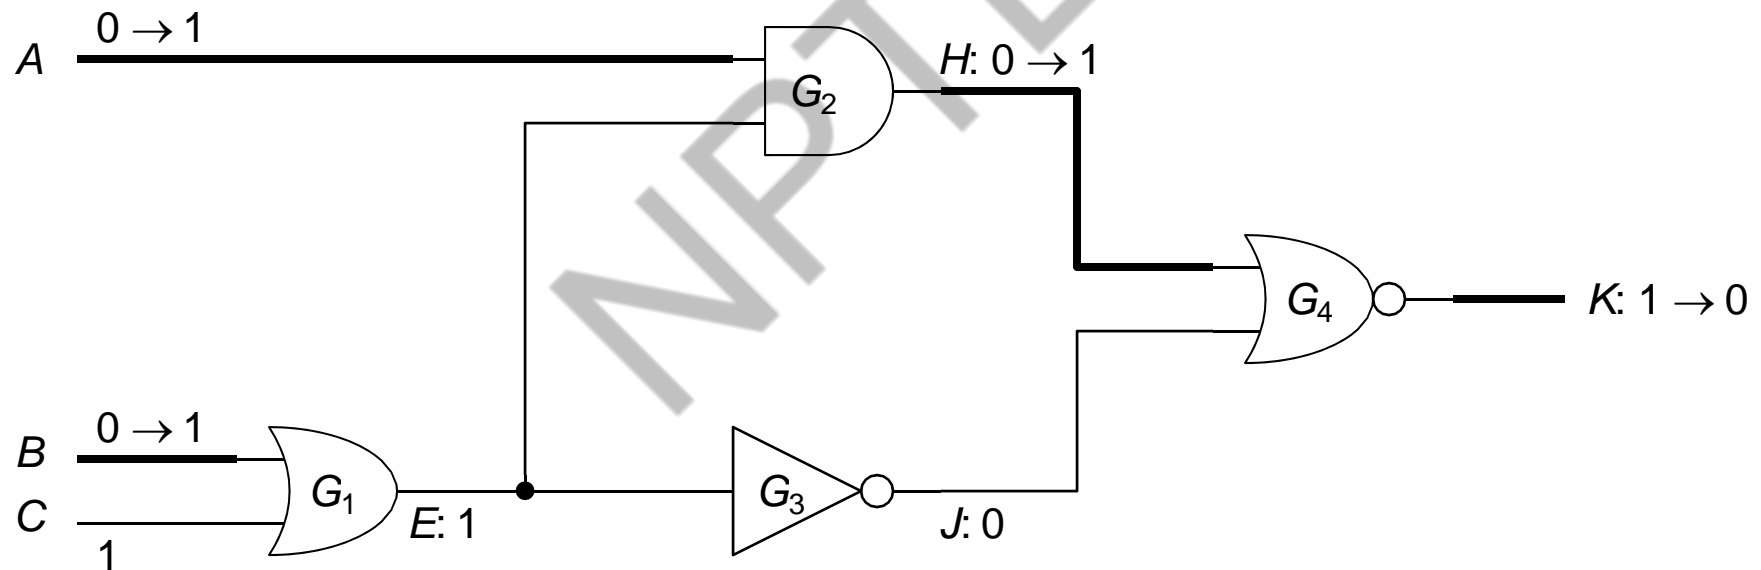 0 → 1
A
H: 0 → 1
G2
G4
K: 1 → 0
0 → 1
B
G1
G3
C
E: 1
J: 0
1
NPTEL